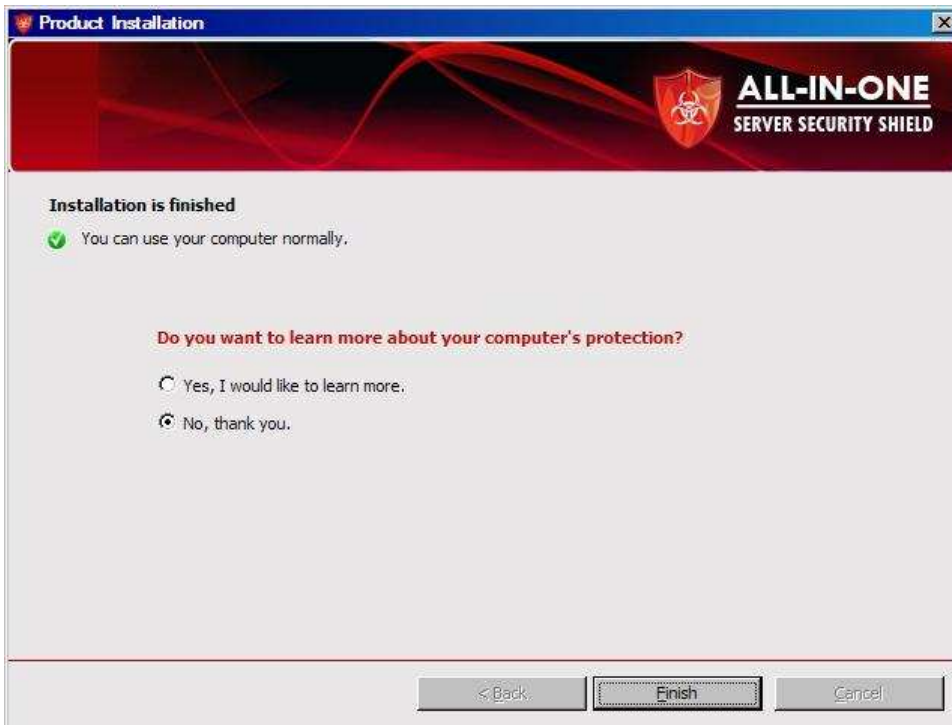 Product Installation
ALL-IN-ONE
SERVER SECURITY SHIELD
Installation is finished
You can use your computer normally.
Do you want to learn more about your computer's protection?
Yes, I would like to learn more.
No, thank you.
< Back
Finish
Cancel